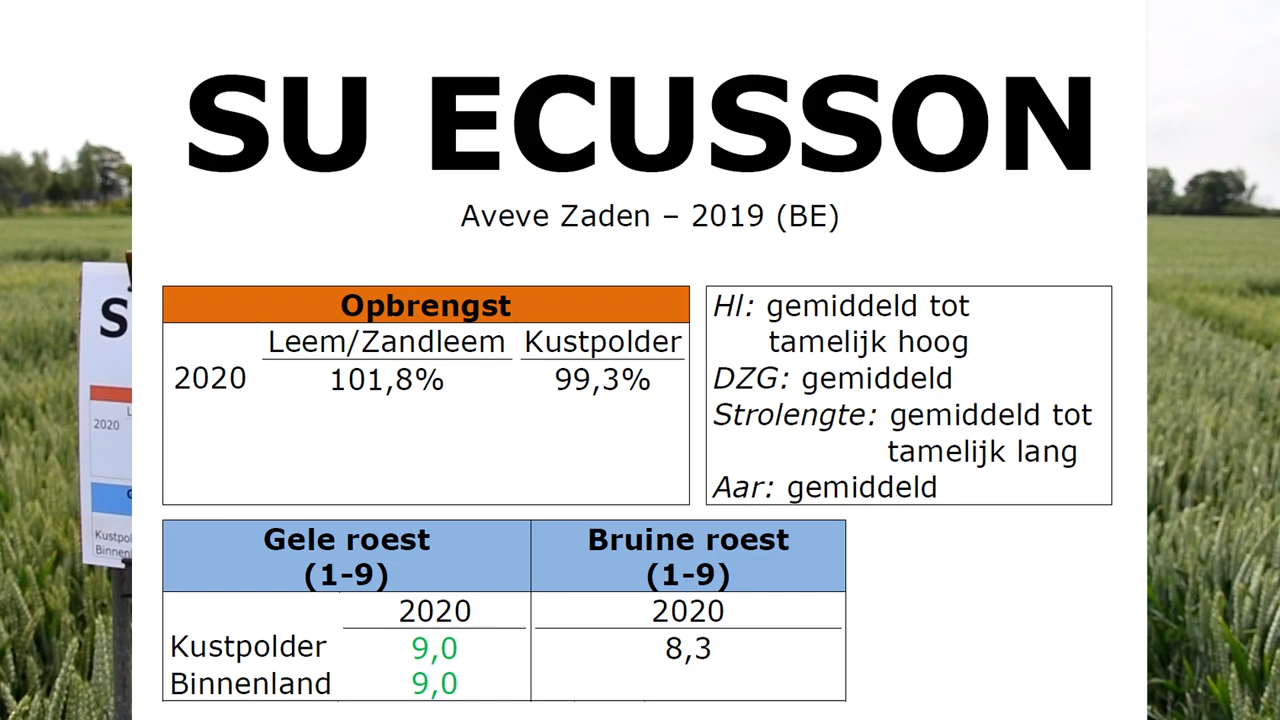 SU ECUSSON
Aveve Zaden – 2019 (BE)
Opbrengst
Leem/Zandleem Kustpolder
2020 101,8% 99,3%
Hl: gemiddeld tot
tamelijk hoog
DZG: gemiddeld
Strolengte: gemiddeld tot
tamelijk lang
Aar: gemiddeld
Gele roest
(1-9)
Bruine roest
(1-9)
2020 2020
Kustpolder 9,0 8,3
Binnenland 9,0
S
L
2020
G
Kustpo
Binnen